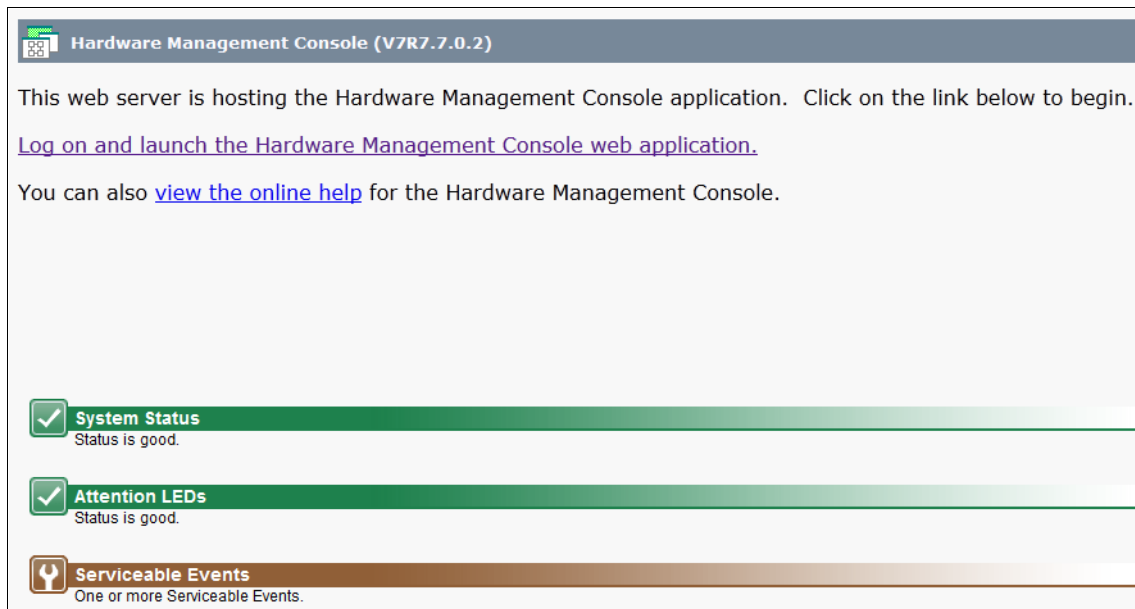 Hardware Management Console (V7R7.7.0.2)
This web server is hosting the Hardware Management Console application. Click on the link below to begin.
Log on and launch the Hardware Management Console web application.
You can also view the online help for the Hardware Management Console.
System Status
Status is good.
Attention LEDs
Status is good.
Serviceable Events
One or more Serviceable Events.